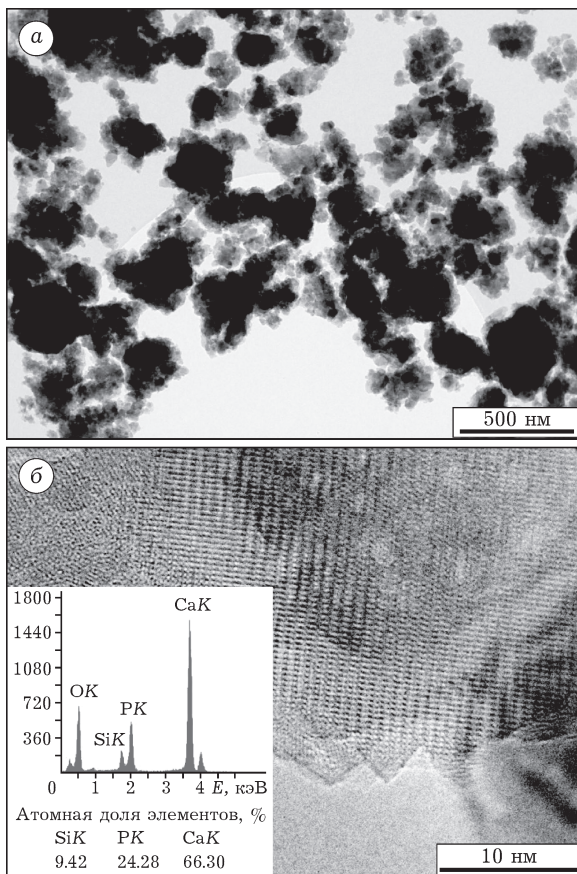 а
500 нм
б
1800
CaK
1440
1080
OK
720
PK
SiK
360
0 1 2 3 4 E, кэВ
Атомная доля элементов, %
SiK PK CaK
9.42 24.28 66.30
10 нм